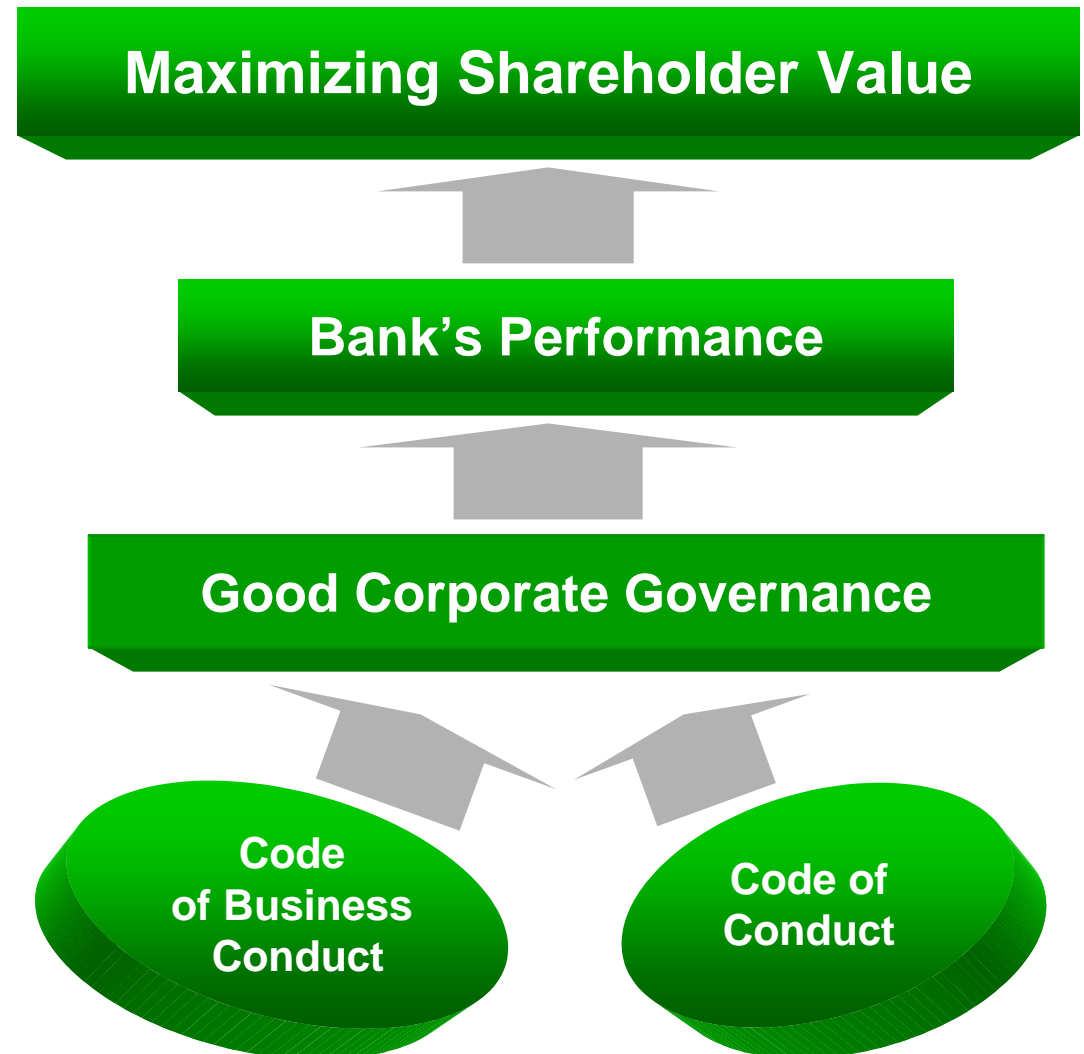 Maximizing Shareholder Value
Bank’s Performance
Good Corporate Governance
Code
of Business
Conduct
Code of
Conduct